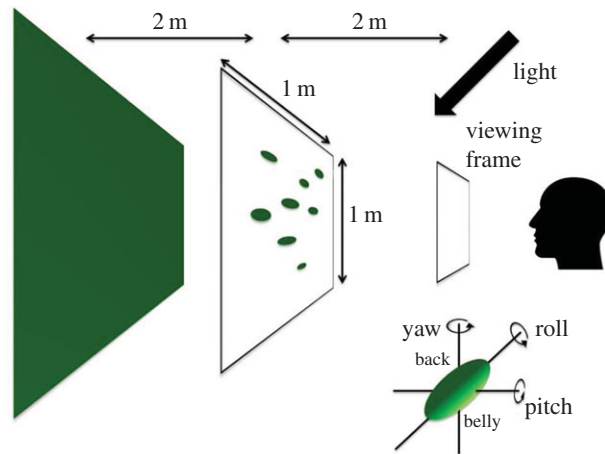 2 m
2 m
light
1 m
viewing
frame
1 m
yaw
roll
back
pitch
belly